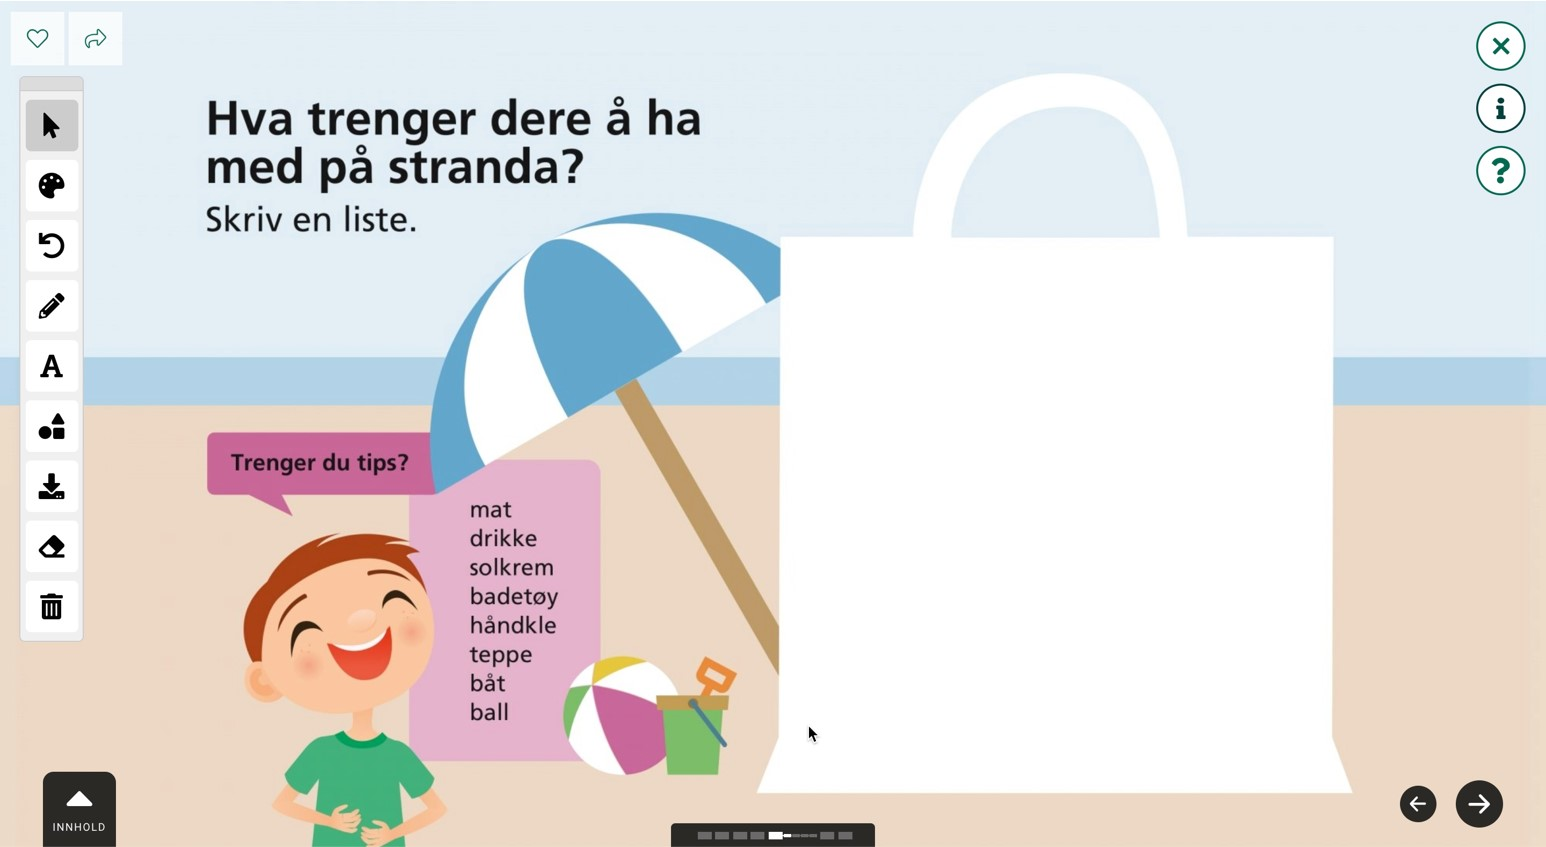 Hva trenger dere å ha
med på stranda?
Skriv en liste.
Trenger du tips?
mat
drikke
solkrem
badetøy
håndkle
teppe
båt
ball
A
INNHOLD